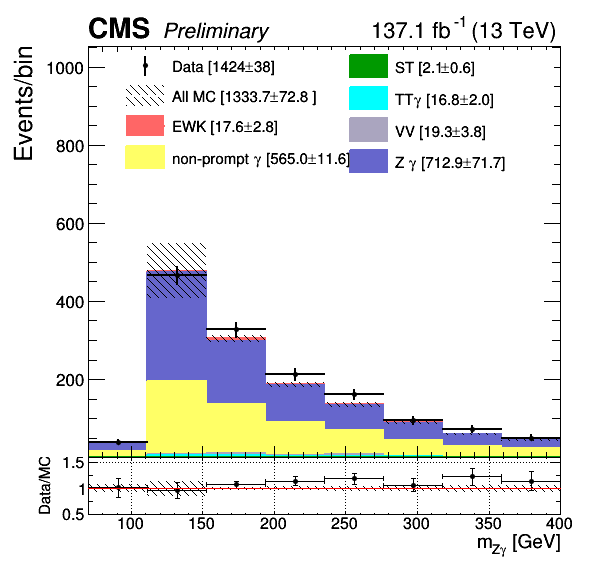 CMS Preliminary 137.1 fb⁻¹ (13 TeV)
Events/bin
1000
800
600
400
200
Data [1424±38]
All MC [1333.7±72.8 ]
EWK [17.6±2.8]
non-prompt γ [565.0±11.6]
ST [2.1±0.6]
TTγ [16.8±2.0]
VV [19.3±3.8]
Z γ [712.9±71.7]
Data/MC
1.5
1
0.5
100 150 200 250 300 350 400
m_Zγ [GeV]